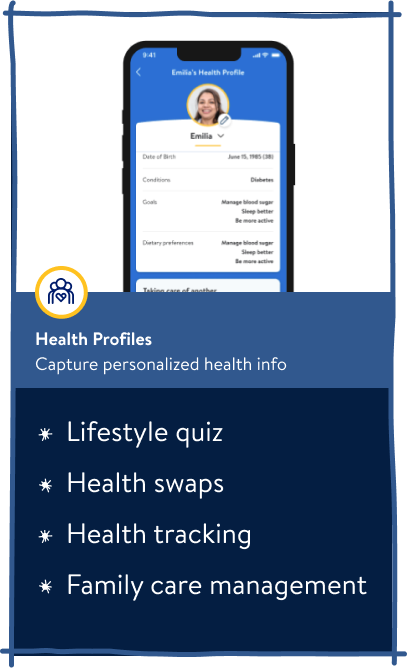 9:41
Emilia's Health Profile
Emilia
Date of Birth June 15, 1985 (38)
Conditions Diabetes
Goals Manage blood sugar
Sleep better
Be more active
Dietary preferences Manage blood sugar
Sleep better
Be more active
Taking care of another
Health Profiles
Capture personalized health info
Lifestyle quiz
Health swaps
Health tracking
Family care management